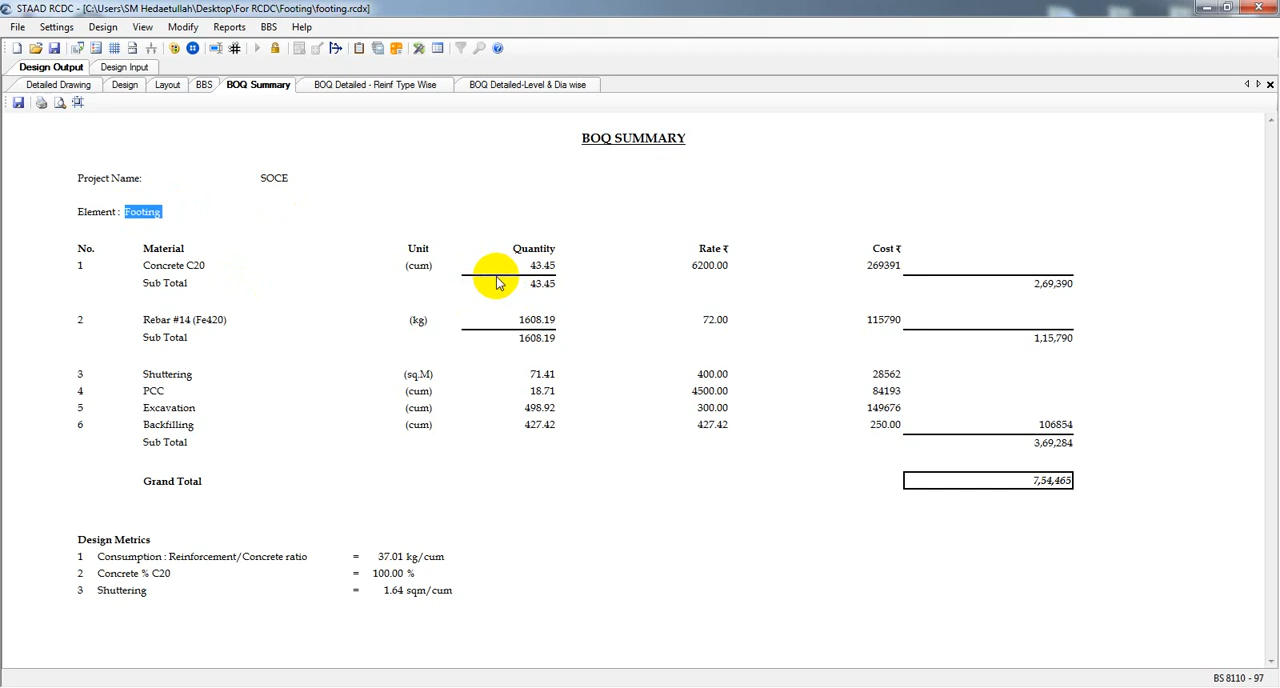 STAAD RCDC - [C:\Users\SM Hedaetullah\Desktop\For RCDC\Footing\footing.rcdx]
File Settings Design View Modify Reports BBS Help
Design Output Design Input
Detailed Drawing Design Layout BBS BOQ Summary BOQ Detailed - Reinf Type Wise BOQ Detailed-Level & Dia wise
BOQ SUMMARY
Project Name: SOCE
Element : Footing
No. Material Unit Quantity Rate ₹ Cost ₹
1 Concrete C20 (cum) 43.45 6200.00 269391
Sub Total 43.45 2,69,390
2 Rebar #14 (Fe420) (kg) 1608.19 72.00 115790
Sub Total 1608.19 1,15,790
3 Shuttering (sq.M) 71.41 400.00 28562
4 PCC (cum) 18.71 4500.00 84193
5 Excavation (cum) 498.92 300.00 149676
6 Backfilling (cum) 427.42 427.42 250.00 106854
Sub Total 3,69,284
Grand Total 7,54,465
Design Metrics
1 Consumption : Reinforcement/Concrete ratio = 37.01 kg/cum
2 Concrete % C20 = 100.00 %
3 Shuttering = 1.64 sqm/cum
BS 8110 - 97